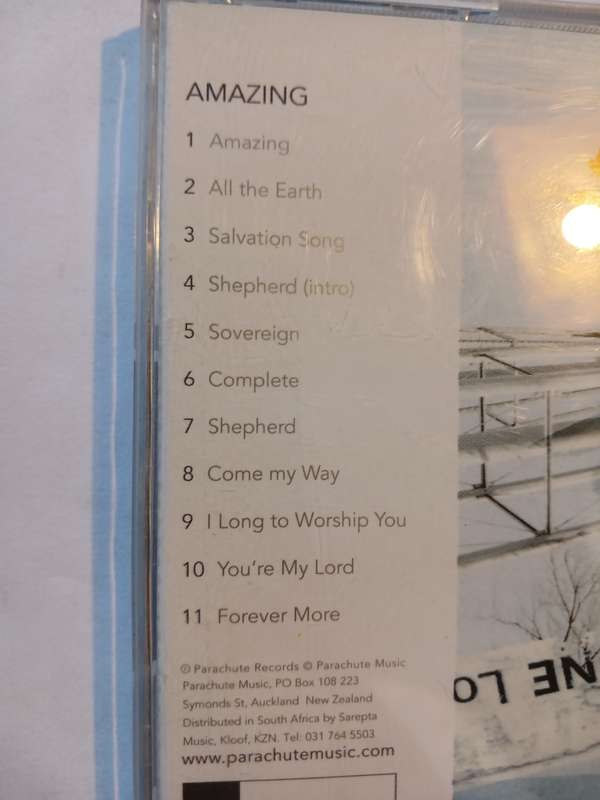 AMAZING
1 Amazing
2 All the Earth
3 Salvation Song
4 Shepherd (intro)
5 Sovereign
6 Complete
7 Shepherd
8 Come my Way
9 I Long to Worship You
10 You're My Lord
11 Forever More
℗ Parachute Records © Parachute Music
Parachute Music, PO Box 108 223
Symonds St, Auckland New Zealand
Distributed in South Africa by Sarepta
Music, Kloof, KZN. Tel: 031 764 5503
www.parachutemusic.com
NE LO